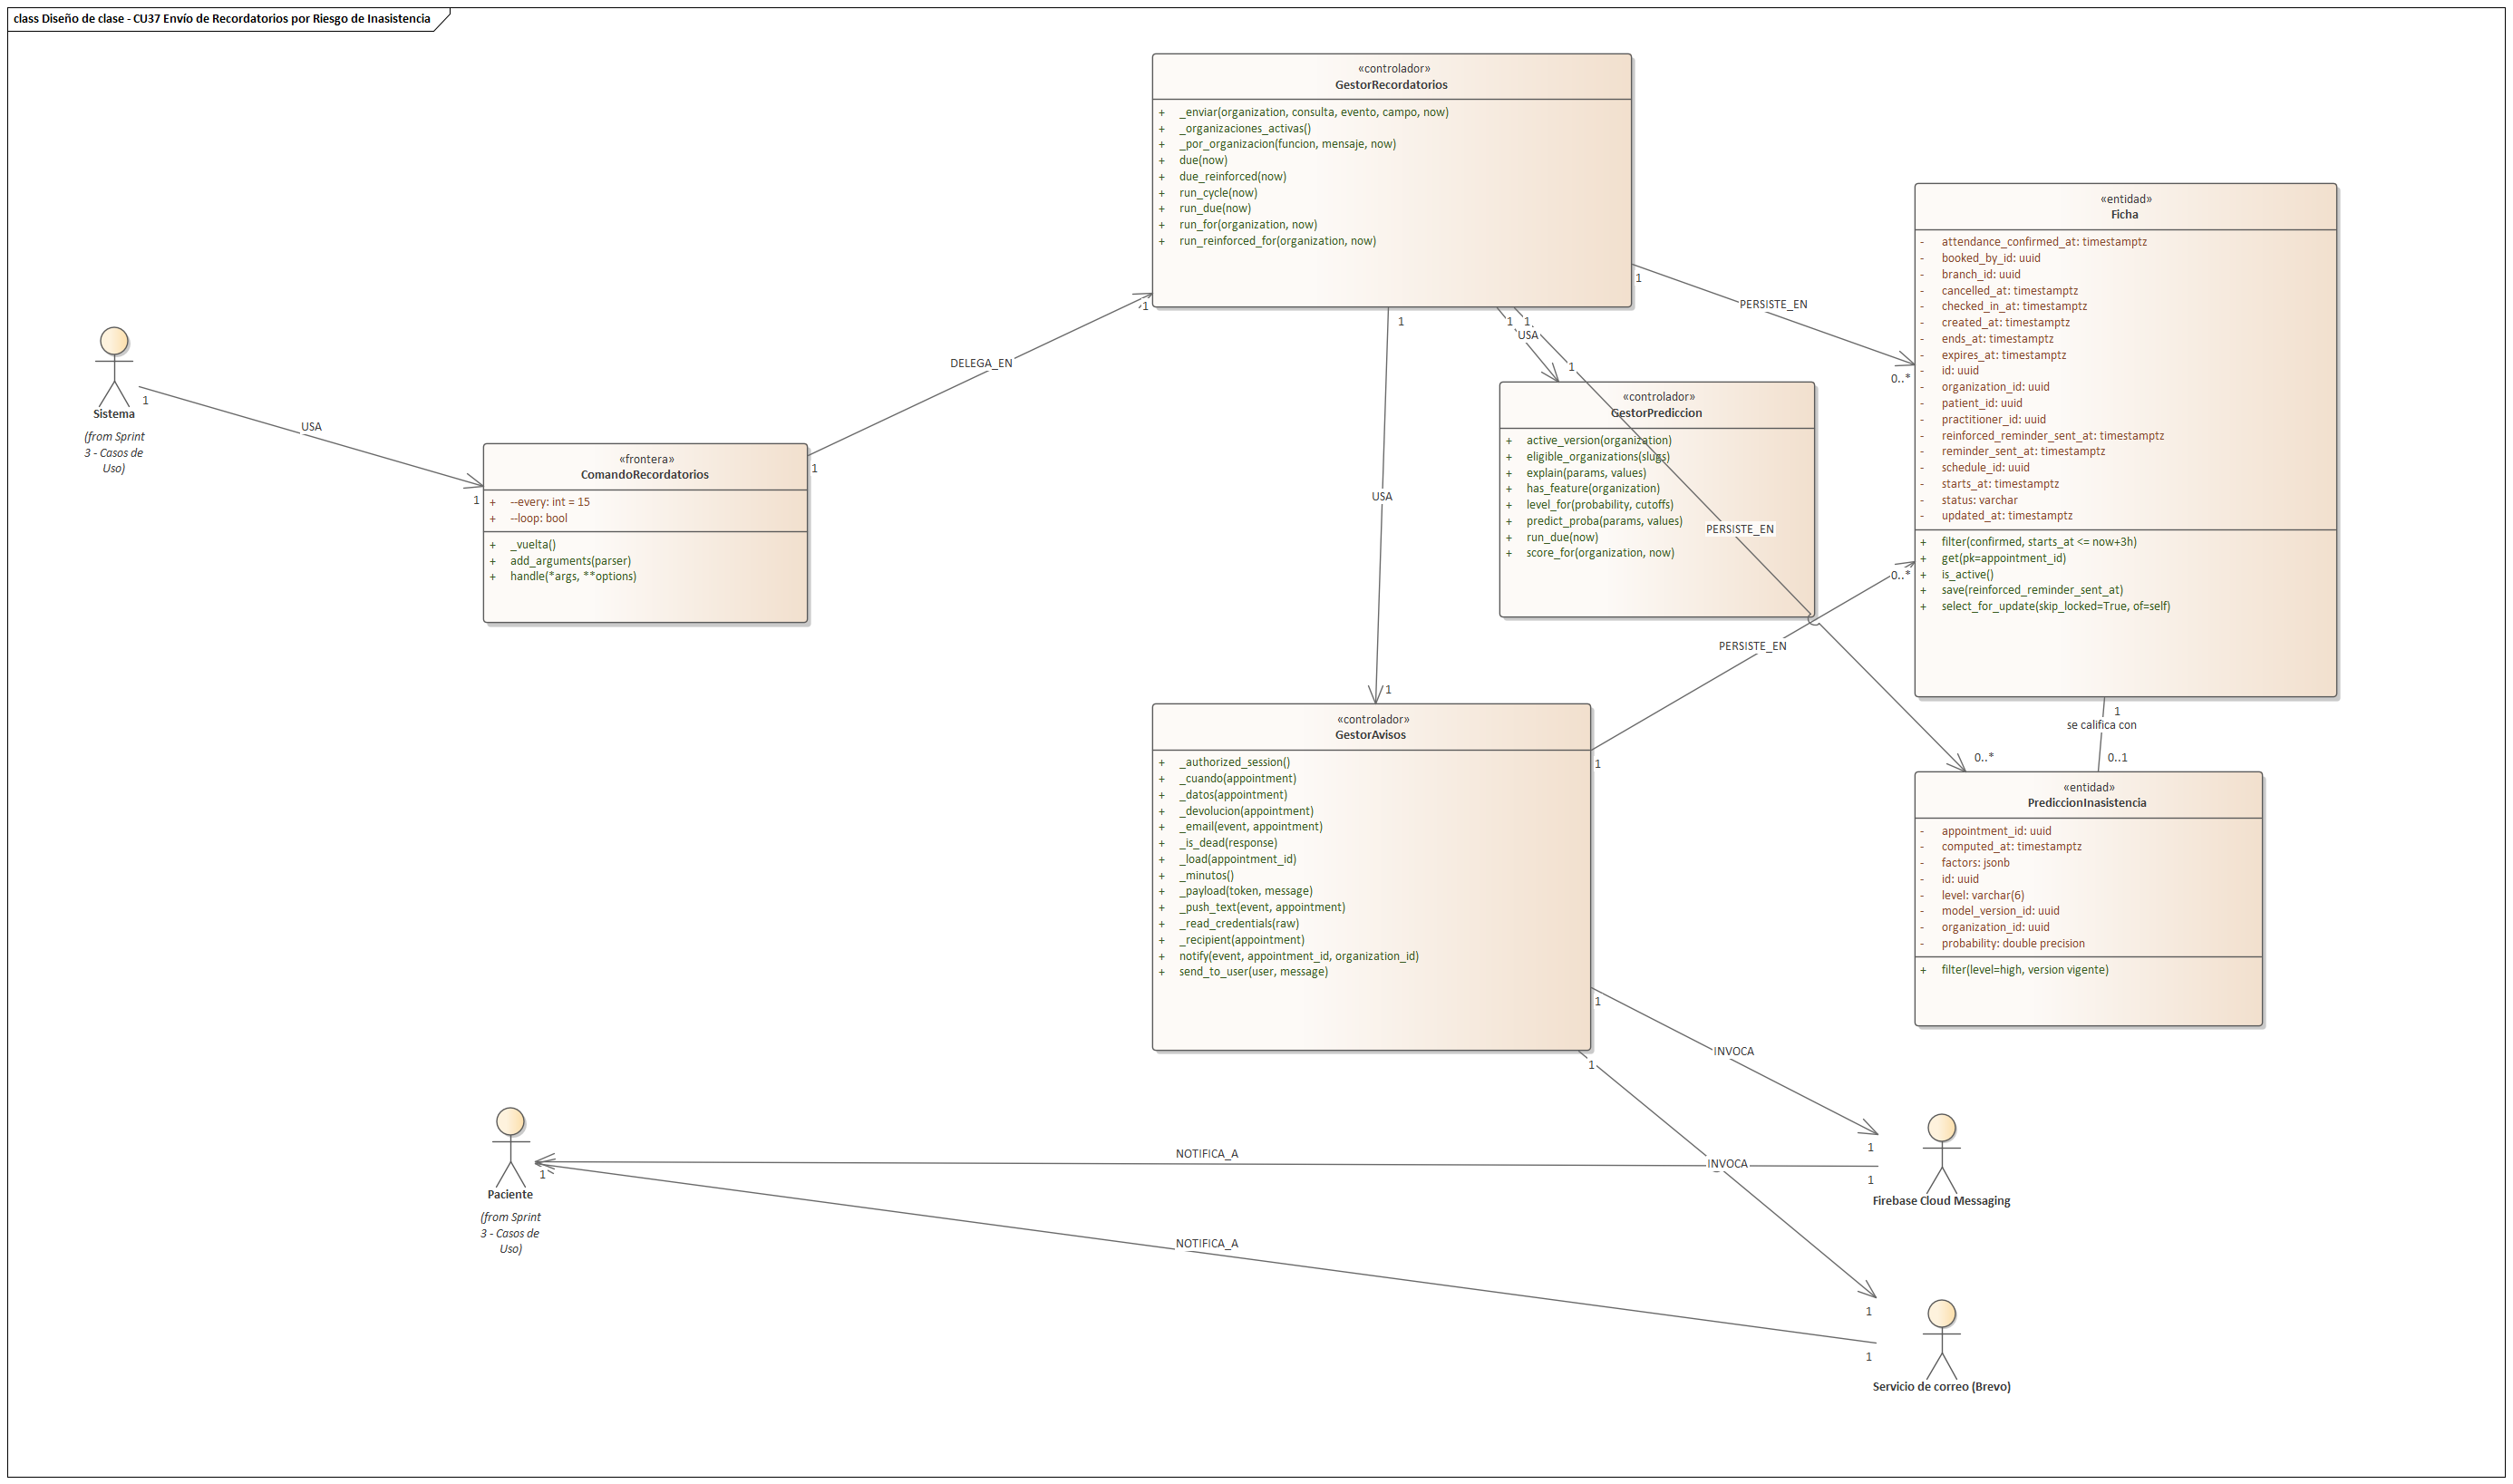 class Diseño de clase - CU37 Envío de Recordatorios por Riesgo de Inasistencia
«controlador»
GestorRecordatorios
+ _enviar(organization, consulta, evento, campo, now)
+ _organizaciones_activas()
+ _por_organizacion(funcion, mensaje, now)
+ due(now)
+ due_reinforced(now)
+ run_cycle(now)
+ run_due(now)
+ run_for(organization, now)
+ run_reinforced_for(organization, now)
«entidad»
Ficha
- attendance_confirmed_at: timestamptz
- booked_by_id: uuid
- branch_id: uuid
- cancelled_at: timestamptz
- checked_in_at: timestamptz
- created_at: timestamptz
- ends_at: timestamptz
- expires_at: timestamptz
- id: uuid
- organization_id: uuid
- patient_id: uuid
- practitioner_id: uuid
- reinforced_reminder_sent_at: timestamptz
- reminder_sent_at: timestamptz
- schedule_id: uuid
- starts_at: timestamptz
- status: varchar
- updated_at: timestamptz
+ filter(confirmed, starts_at <= now+3h)
+ get(pk=appointment_id)
+ is_active()
+ save(reinforced_reminder_sent_at)
+ select_for_update(skip_locked=True, of=self)
Sistema
(from Sprint
3 - Casos de
Uso)
1
USA
1
«frontera»
ComandoRecordatorios
+ --every: int = 15
+ --loop: bool
+ _vuelta()
+ add_arguments(parser)
+ handle(*args, **options)
1
DELEGA_EN
1
1
PERSISTE_EN
0..*
1
USA
1
1
USA
1
1
PERSISTE_EN
0..*
«controlador»
GestorPrediccion
+ active_version(organization)
+ eligible_organizations(slugs)
+ explain(params, values)
+ has_feature(organization)
+ level_for(probability, cutoffs)
+ predict_proba(params, values)
+ run_due(now)
+ score_for(organization, now)
PERSISTE_EN
0..*
1
1
se califica con
0..1
«controlador»
GestorAvisos
+ _authorized_session()
+ _cuando(appointment)
+ _datos(appointment)
+ _devolucion(appointment)
+ _email(event, appointment)
+ _is_dead(response)
+ _load(appointment_id)
+ _minutos()
+ _payload(token, message)
+ _push_text(event, appointment)
+ _read_credentials(raw)
+ _recipient(appointment)
+ notify(event, appointment_id, organization_id)
+ send_to_user(user, message)
«entidad»
PrediccionInasistencia
- appointment_id: uuid
- computed_at: timestamptz
- factors: jsonb
- id: uuid
- level: varchar(6)
- model_version_id: uuid
- organization_id: uuid
- probability: double precision
+ filter(level=high, version vigente)
1
INVOCA
1
1
INVOCA
1
Paciente
(from Sprint
3 - Casos de
Uso)
1
NOTIFICA_A
1
NOTIFICA_A
1
Firebase Cloud Messaging
Servicio de correo (Brevo)